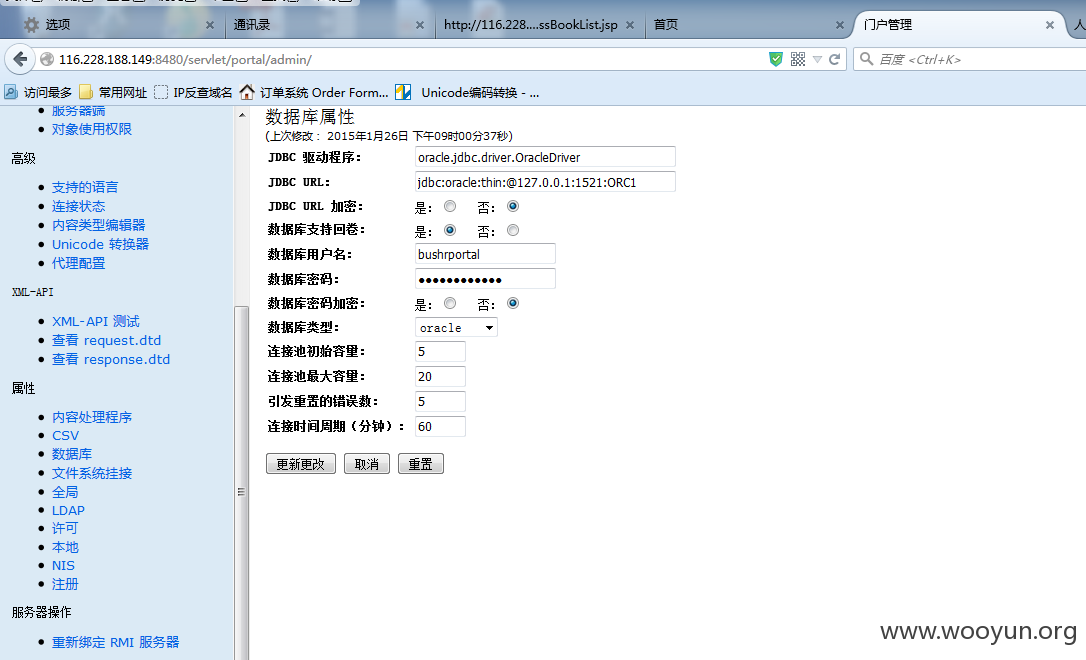 选项
通讯录
http://116.228....ssBookList.jsp
首页
门户管理
116.228.188.149:8480/servlet/portal/admin/
百度 <Ctrl+K>
访问最多 常用网址 IP反查域名 订单系统 Order Form... Unicode编码转换 - ...
服务器端
对象使用权限
高级
支持的语言
连接状态
内容类型编辑器
Unicode 转换器
代理配置
XML-API
XML-API 测试
查看 request.dtd
查看 response.dtd
属性
内容处理程序
CSV
数据库
文件系统挂接
全局
LDAP
许可
本地
NIS
注册
服务器操作
重新绑定 RMI 服务器
数据库属性
(上次修改： 2015年1月26日 下午09时00分37秒)
JDBC 驱动程序： oracle.jdbc.driver.OracleDriver
JDBC URL： jdbc:oracle:thin:@127.0.0.1:1521:ORC1
JDBC URL 加密： 是： 否：
数据库支持回卷： 是： 否：
数据库用户名： bushrportal
数据库密码： ●●●●●●●●●●●●
数据库密码加密： 是： 否：
数据库类型： oracle
连接池初始容量： 5
连接池最大容量： 20
引发重置的错误数： 5
连接时间周期（分钟）： 60
更新更改 取消 重置
www.wooyun.org